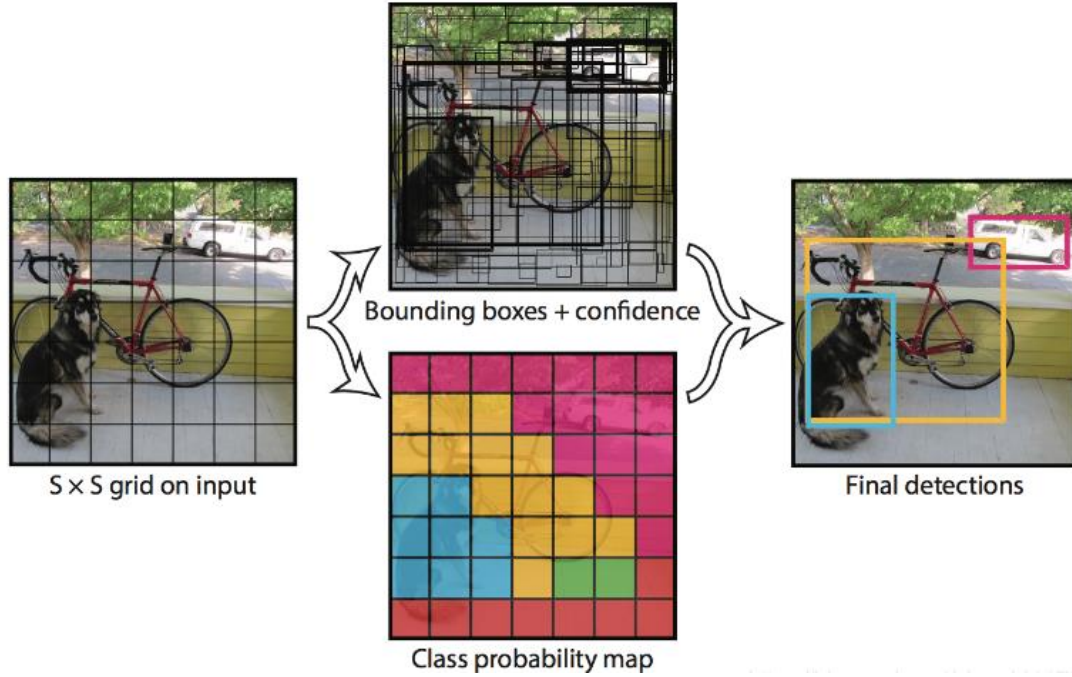 Bounding boxes + confidence
S × S grid on input
Final detections
Class probability map